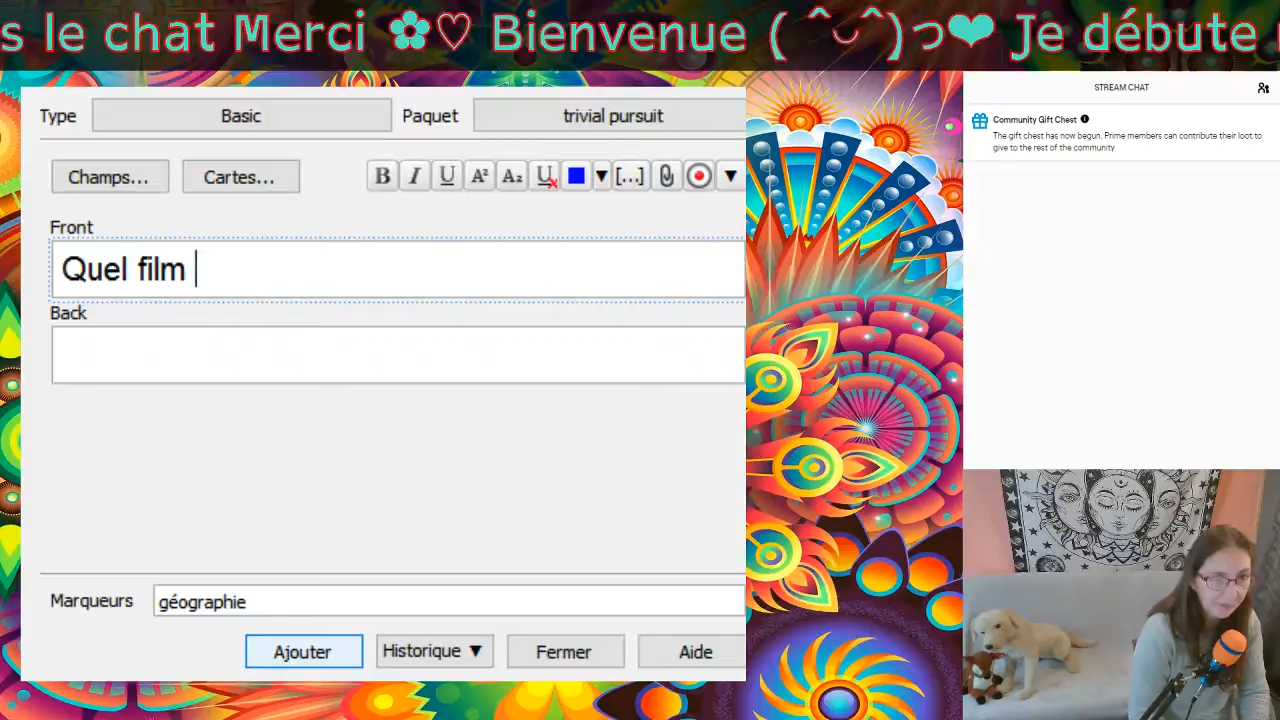 s le chat Merci ✿♡ Bienvenue ( ˆ◡ˆ)っ❤ Je débute
Type Basic Paquet trivial pursuit
Champs... Cartes... B I U A² A₂ U [...]
Front
Quel film
Back
Marqueurs géographie
Ajouter Historique ▼ Fermer Aide
STREAM CHAT
Community Gift Chest
The gift chest has now begun. Prime members can contribute their loot to
give to the rest of the community.